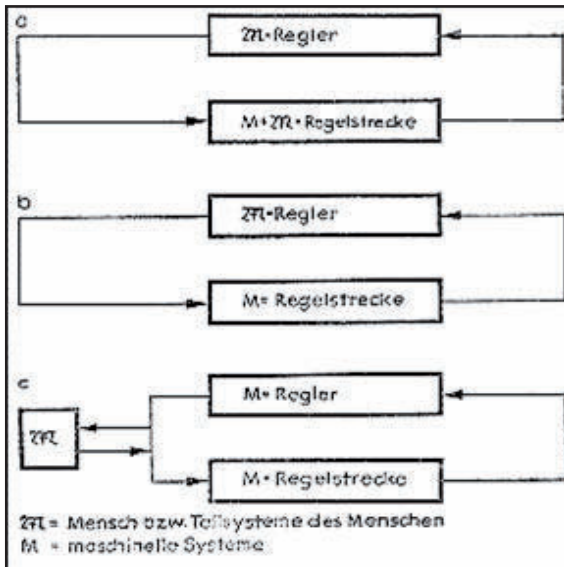 a
𝔐 = Regler
M + 𝔐 = Regelstrecke
b
𝔐 = Regler
M = Regelstrecke
c
M = Regler
𝔐
M = Regelstrecke
𝔐 = Mensch bzw. Teilsysteme des Menschen
M = maschinelle Systeme